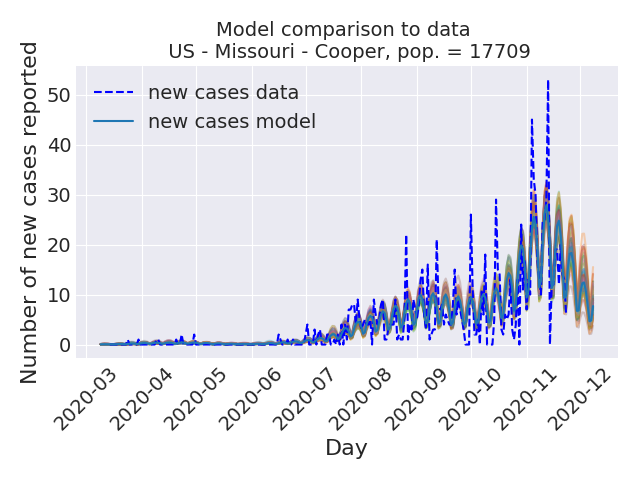 Model comparison to data
US - Missouri - Cooper, pop. = 17709
Number of new cases reported
50
40
30
20
10
0
new cases data
new cases model
2020-03
2020-04
2020-05
2020-06
2020-07
2020-08
2020-09
2020-10
2020-11
2020-12
Day